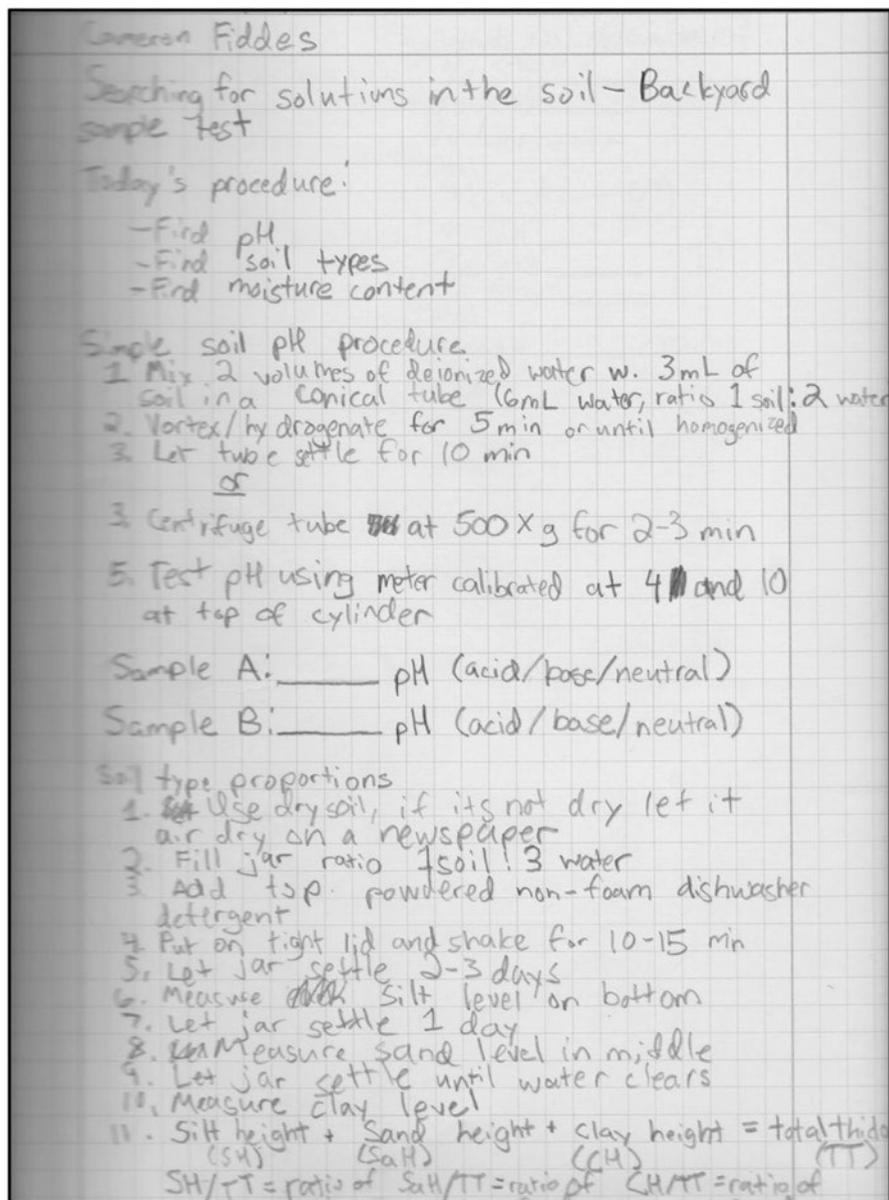 Cameron Fiddes
Searching for solutions in the soil - Backyard
sample test
Today's procedure:
- Find pH
- Find soil types
- Find moisture content
Simple soil pH procedure
1. Mix 2 volumes of deionized water w. 3mL of
soil in a conical tube (6mL water, ratio 1 soil:2 water
2. Vortex/hydrogenate for 5 min or until homogenized
3. Let tube settle for 10 min
or
3. Centrifuge tube at 500 x g for 2-3 min
5. Test pH using meter calibrated at 4 and 10
at top of cylinder
Sample A: ______ pH (acid/base/neutral)
Sample B: ______ pH (acid/base/neutral)
Soil type proportions
1. Use dry soil, if its not dry let it
air dry on a newspaper
2. Fill jar ratio 1 soil:3 water
3. Add tsp. powdered non-foam dishwasher
detergent
4. Put on tight lid and shake for 10-15 min
5. Let jar settle 2-3 days
6. Measure silt level on bottom
7. Let jar settle 1 day
8. Measure sand level in middle
9. Let jar settle until water clears
10. Measure clay level
11. Silt height + Sand height + clay height = total
(SH) (SaH) (CH) (TT)
SH/TT = ratio of SaH/TT = ratio of CH/TT = ratio of